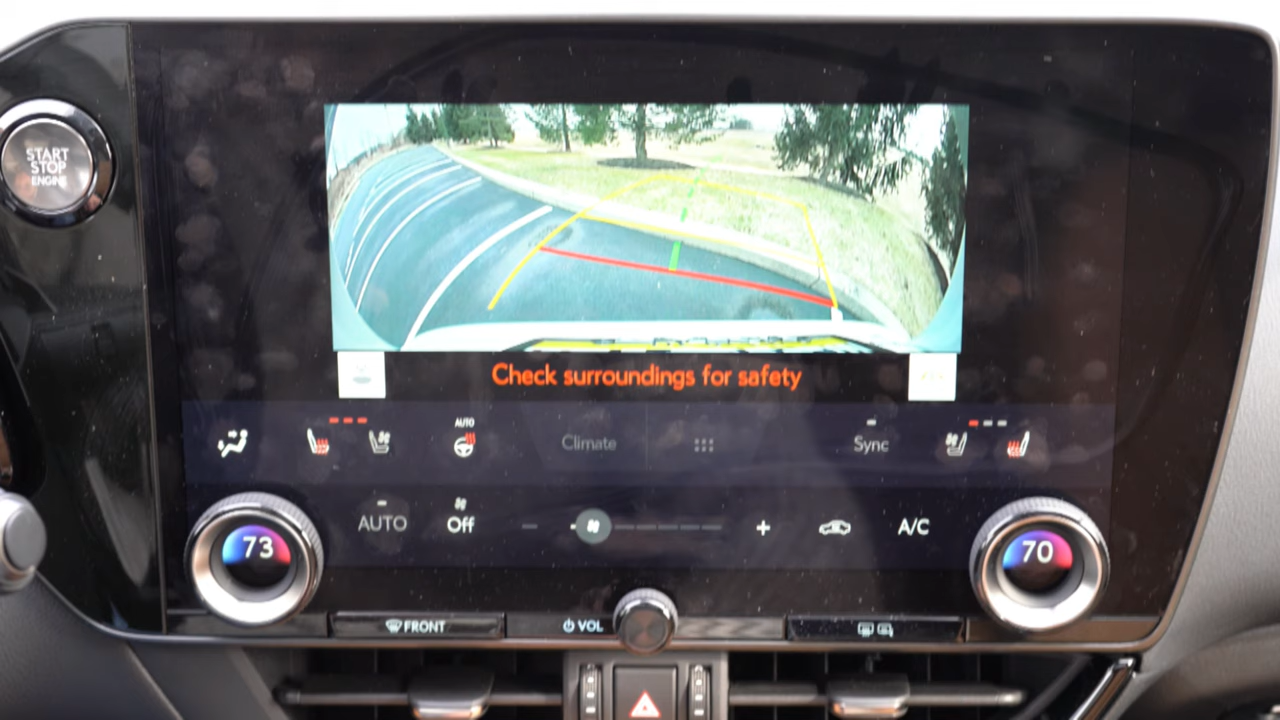 START
STOP
ENGINE
Check surroundings for safety
AUTO
Climate
Sync
AUTO
Off
A/C
73
70
FRONT
VOL